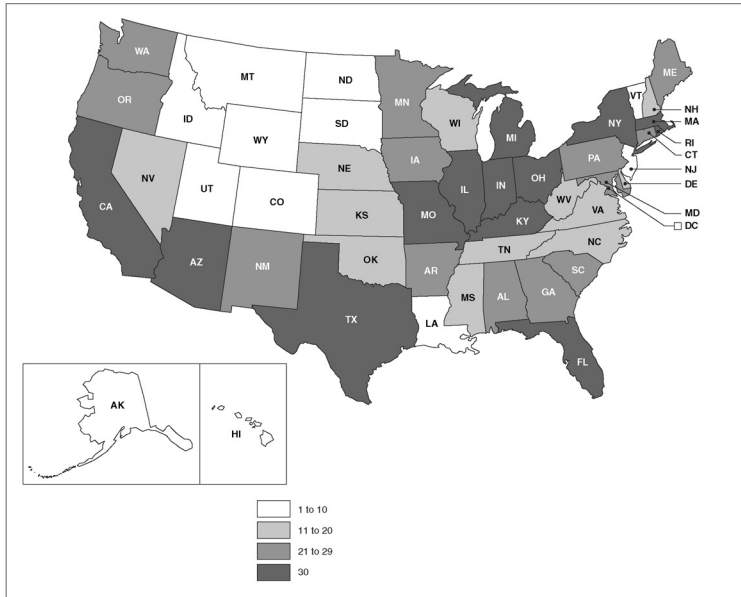 WA
ME
MT
ND
VT
OR
MN
NH
ID
SD
WI
NY
MA
MI
RI
WY
CT
IA
PA
NE
NJ
NV
OH
IL
IN
DE
UT
CO
WV
CA
VA
MD
KS
MO
KY
DC
NC
TN
OK
AZ
NM
AR
SC
MS
AL
GA
TX
LA
FL
AK
HI
1 to 10
11 to 20
21 to 29
30